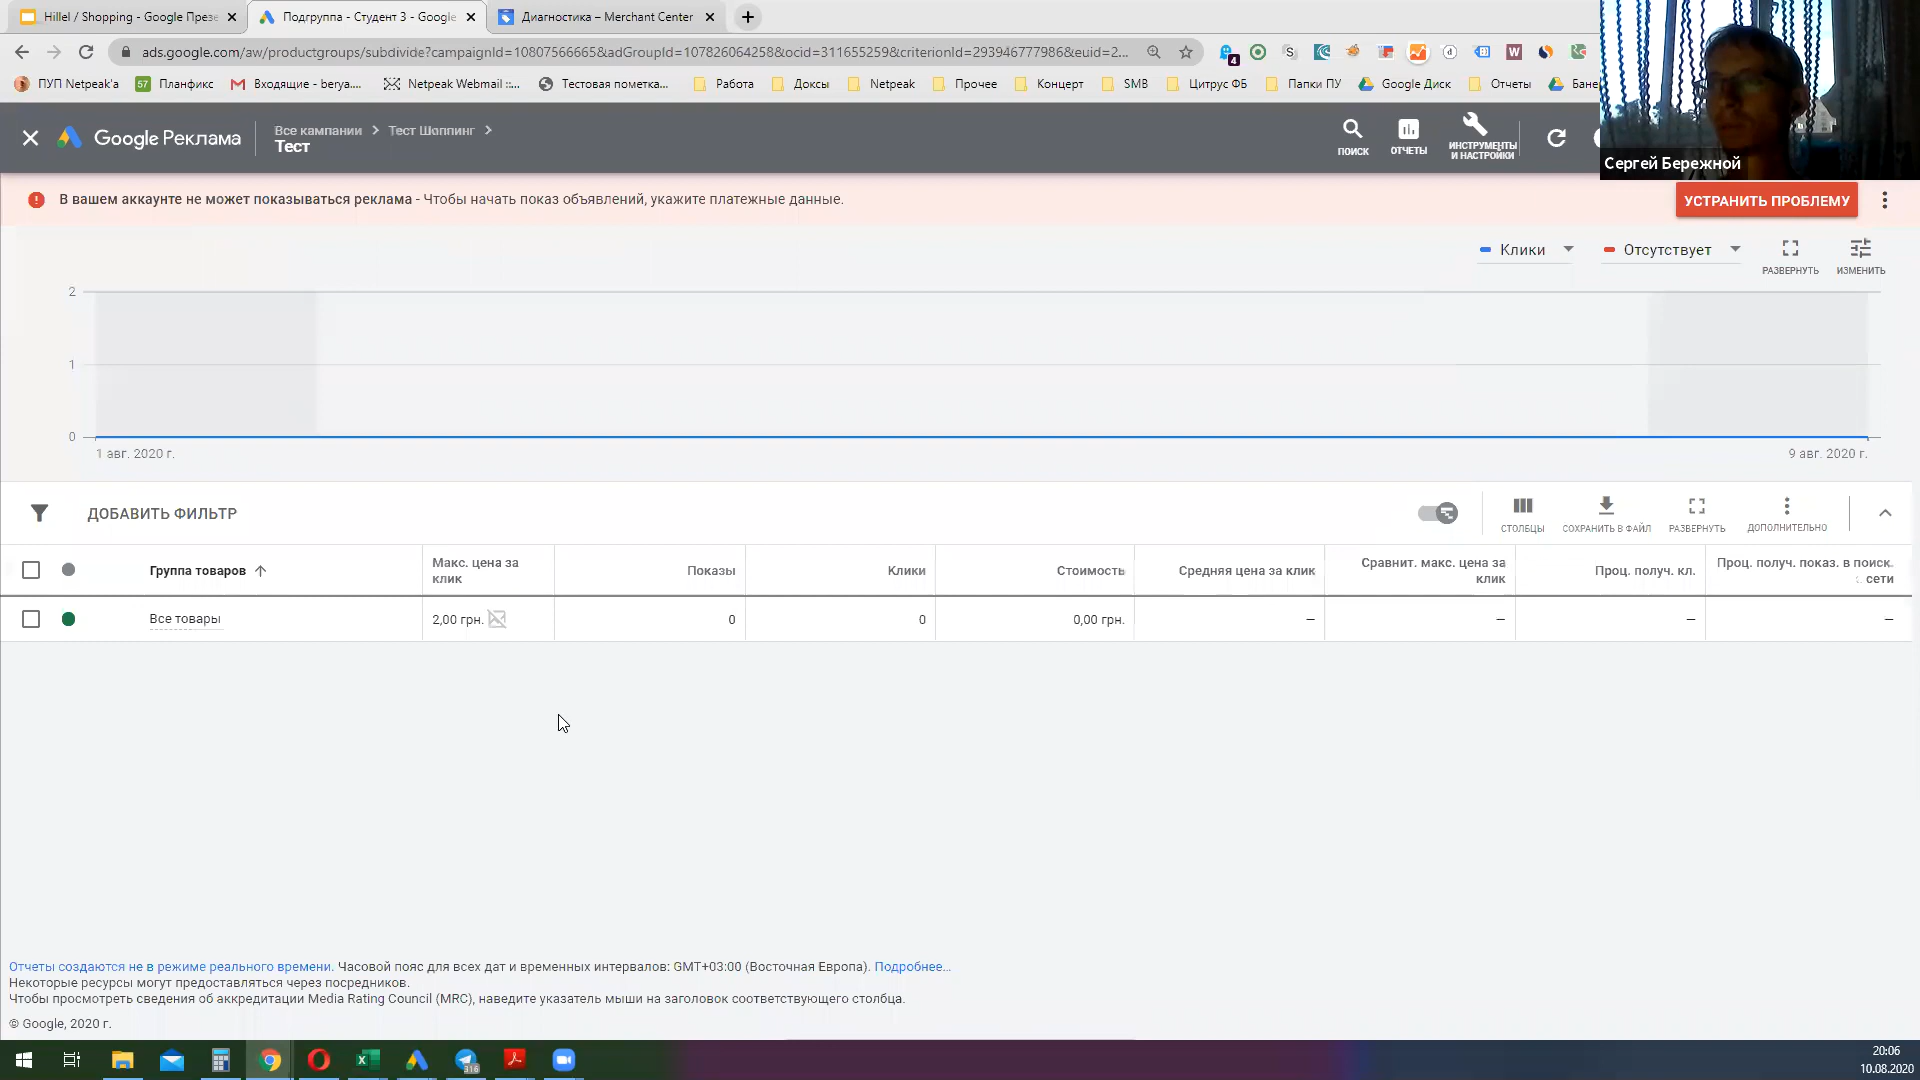 Hillel / Shopping - Google Презе
Подгруппа - Студент 3 - Google
Диагностика – Merchant Center
ads.google.com/aw/productgroups/subdivide?campaignId=10807566665&adGroupId=107826064258&ocid=311655259&criterionId=293946777986&euid=2...
4
ПУП Netpeak'а
57
Планфикс
Входящие - berya....
Netpeak Webmail ::...
Тестовая пометка...
Работа
Доксы
Netpeak
Прочее
Концерт
SMB
Цитрус ФБ
Папки ПУ
Google Диск
Отчеты
Бане
Google Реклама
Все кампании
Тест Шоппинг
Тест
ПОИСК
ОТЧЕТЫ
ИНСТРУМЕНТЫ
И НАСТРОЙКИ
Сергей Бережной
В вашем аккаунте не может показываться реклама - Чтобы начать показ объявлений, укажите платежные данные.
УСТРАНИТЬ ПРОБЛЕМУ
Клики
Отсутствует
РАЗВЕРНУТЬ
ИЗМЕНИТЬ
2
1
0
1 авг. 2020 г.
9 авг. 2020 г.
ДОБАВИТЬ ФИЛЬТР
СТОЛБЦЫ
СОХРАНИТЬ В ФАЙЛ
РАЗВЕРНУТЬ
ДОПОЛНИТЕЛЬНО
Группа товаров
Макс. цена за
клик
Показы
Клики
Стоимость
Средняя цена за клик
Сравнит. макс. цена за
клик
Проц. получ. кл.
Проц. получ. показ. в поиск.
сети
Все товары
2,00 грн.
0
0
0,00 грн.
–
–
–
–
Отчеты создаются не в режиме реального времени. Часовой пояс для всех дат и временных интервалов: GMT+03:00 (Восточная Европа). Подробнее...
Некоторые ресурсы могут предоставляться через посредников.
Чтобы просмотреть сведения об аккредитации Media Rating Council (MRC), наведите указатель мыши на заголовок соответствующего столбца.
© Google, 2020 г.
316
20:06
10.08.2020